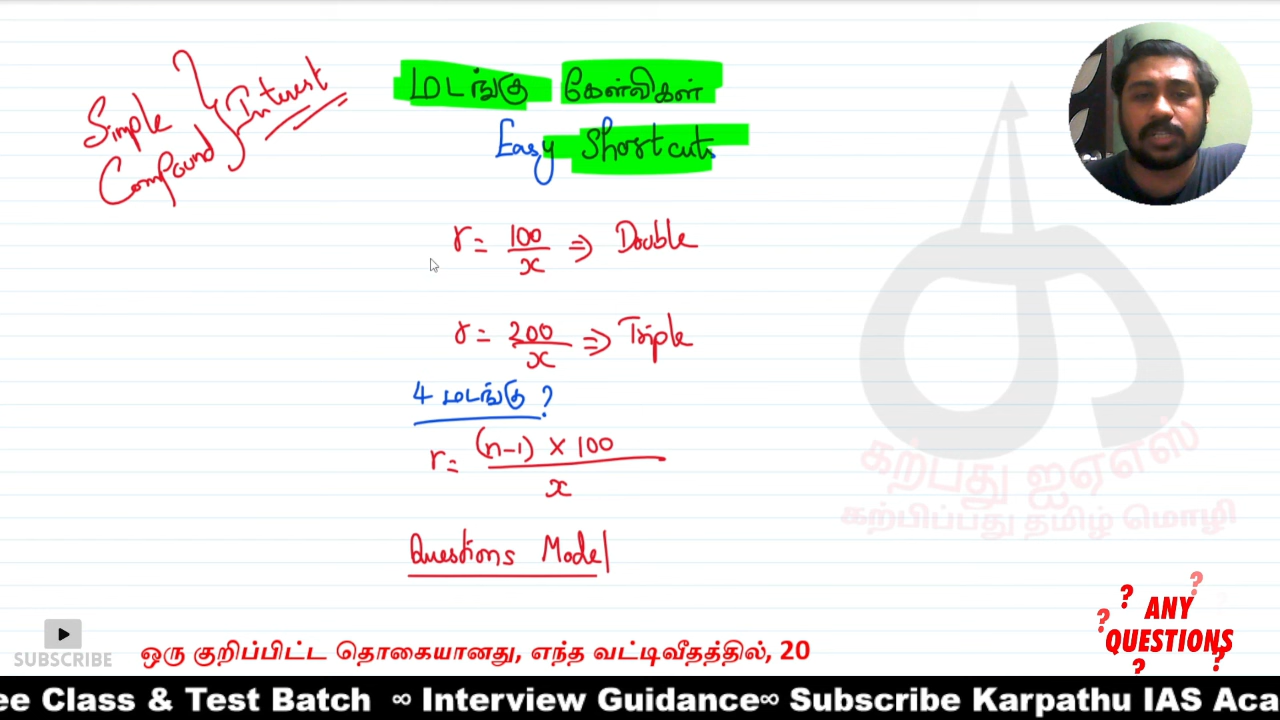 Simple
Compound } Interest
மடங்கு கேள்விகள்
Easy Shortcuts
r = 100/x ⇒ Double
r = 200/x ⇒ Triple
4 மடங்கு ?
r = (n-1) × 100 / x
Questions Model
கற்பது ஐஏஎஸ்
கற்பிப்பது தமிழ் மொழி
? ANY ?
? QUESTIONS ?
SUBSCRIBE
ஒரு குறிப்பிட்ட தொகையானது, எந்த வட்டிவீதத்தில், 20
ee Class & Test Batch ∞ Interview Guidance∞ Subscribe Karpathu IAS Aca